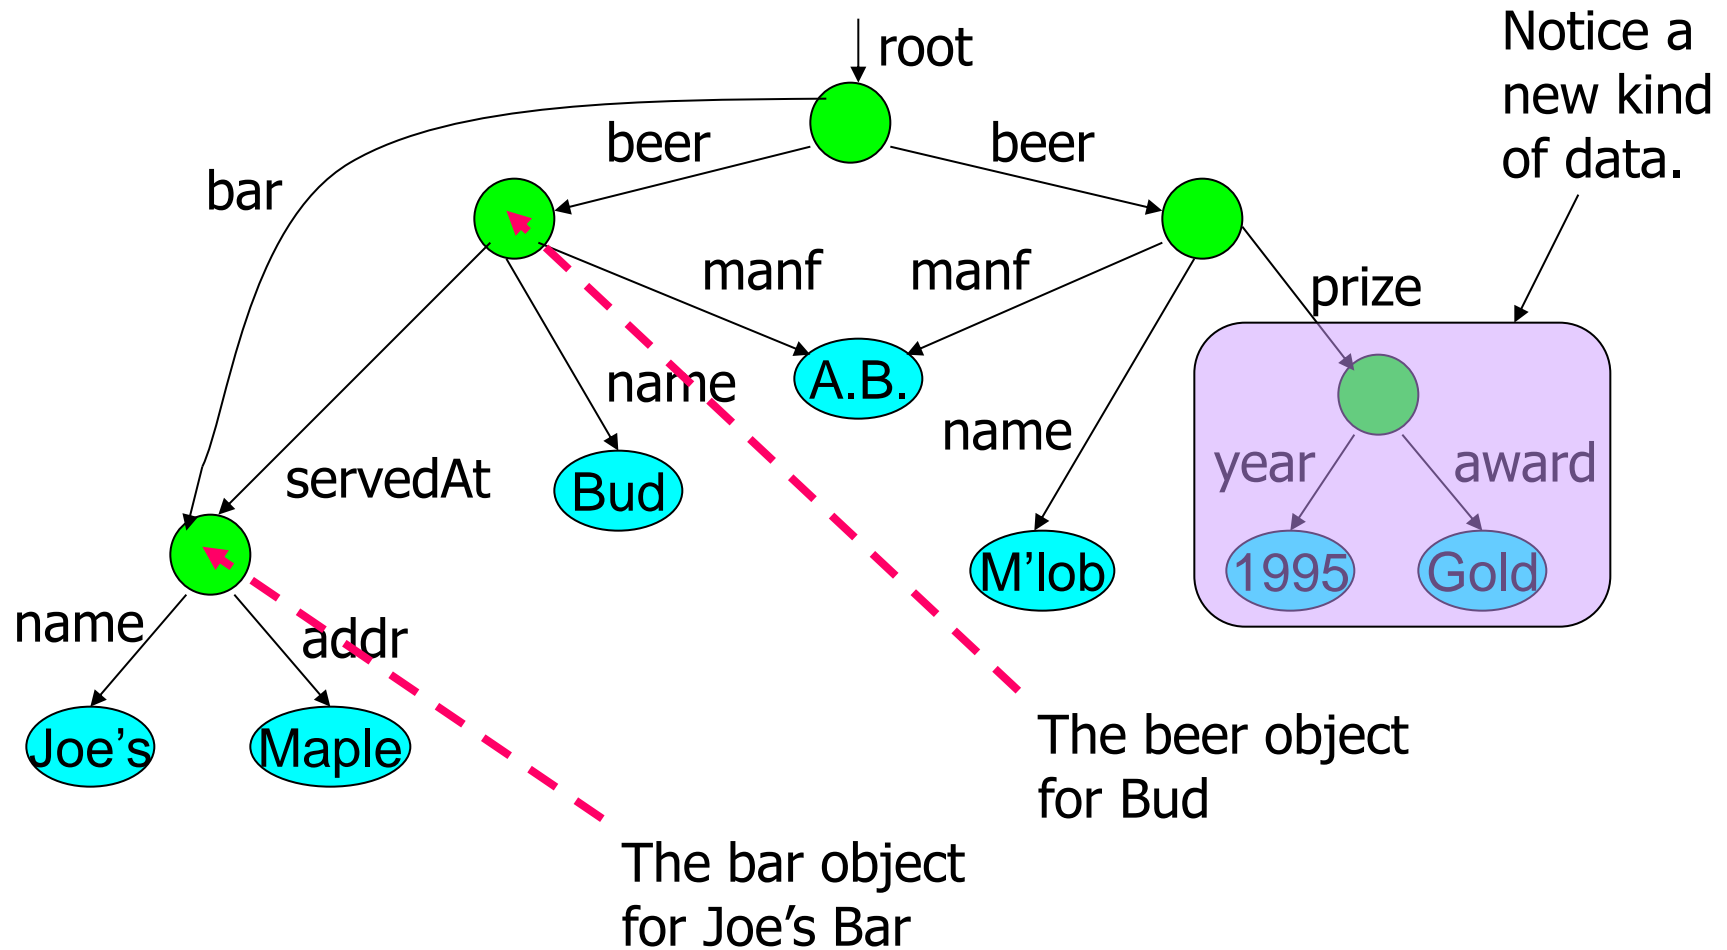 root
Notice a
new kind
of data.
beer
beer
bar
manf
manf
prize
name
A.B.
name
servedAt
Bud
year
award
M’lob
1995
Gold
name
addr
Joe’s
Maple
The beer object
for Bud
The bar object
for Joe’s Bar